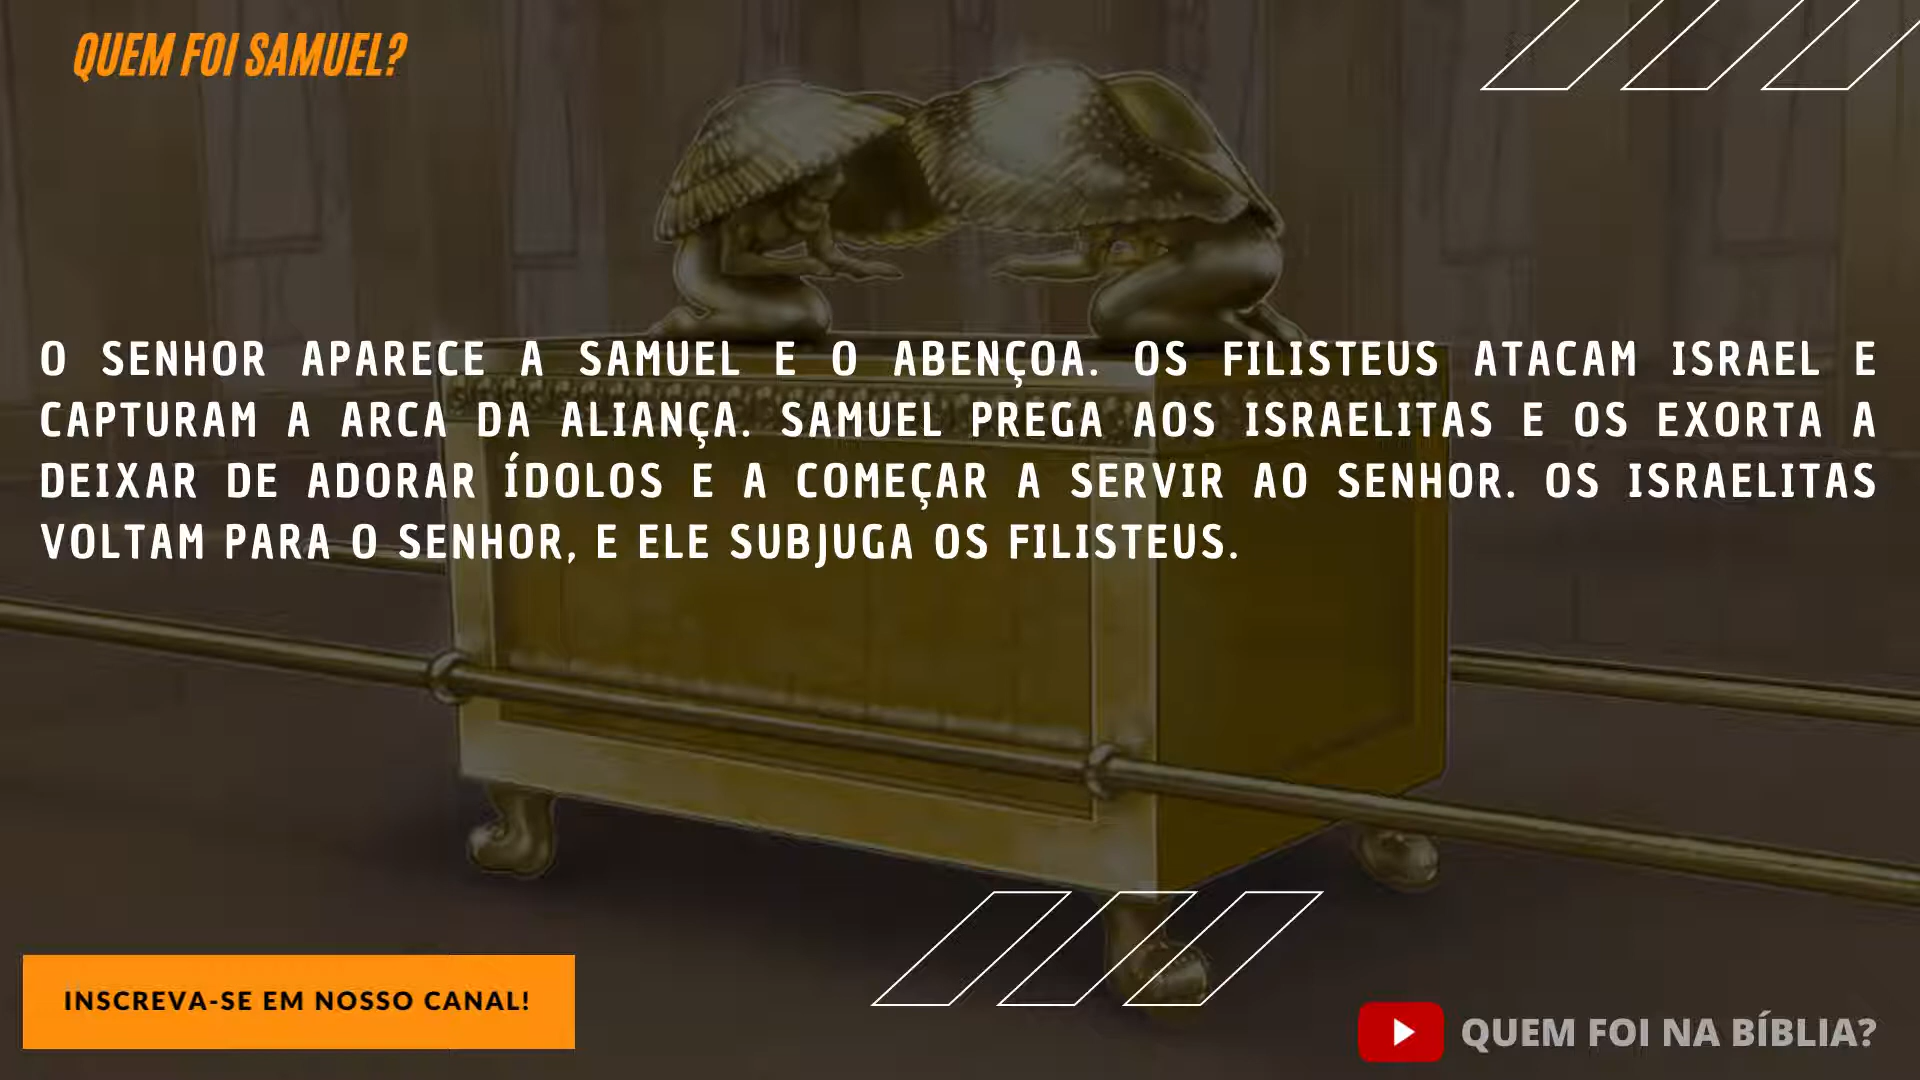 QUEM FOI SAMUEL?
O SENHOR APARECE A SAMUEL E O ABENÇOA. OS FILISTEUS ATACAM ISRAEL E
CAPTURAM A ARCA DA ALIANÇA. SAMUEL PREGA AOS ISRAELITAS E OS EXORTA A
DEIXAR DE ADORAR ÍDOLOS E A COMEÇAR A SERVIR AO SENHOR. OS ISRAELITAS
VOLTAM PARA O SENHOR, E ELE SUBJUGA OS FILISTEUS.
INSCREVA-SE EM NOSSO CANAL!
QUEM FOI NA BÍBLIA?